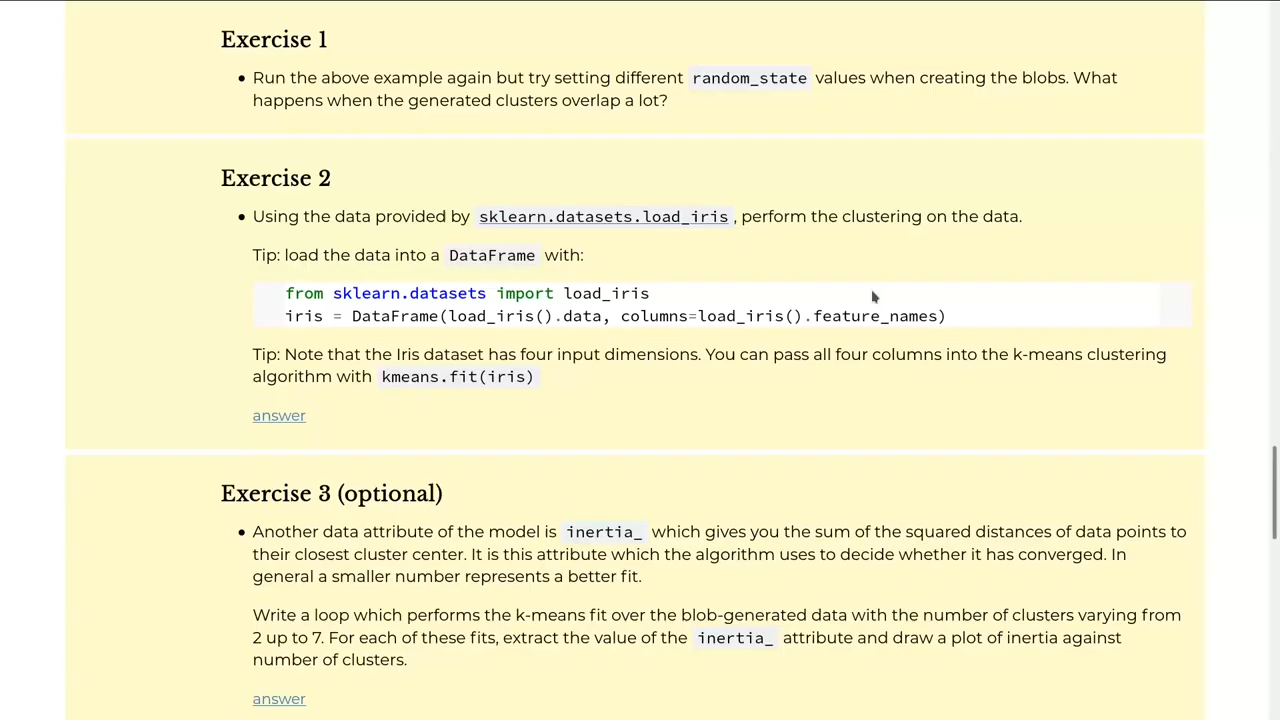 Exercise 1
• Run the above example again but try setting different random_state values when creating the blobs. What
happens when the generated clusters overlap a lot?
Exercise 2
• Using the data provided by sklearn.datasets.load_iris, perform the clustering on the data.
Tip: load the data into a DataFrame with:
from sklearn.datasets import load_iris
iris = DataFrame(load_iris().data, columns=load_iris().feature_names)
Tip: Note that the Iris dataset has four input dimensions. You can pass all four columns into the k-means clustering
algorithm with kmeans.fit(iris)
answer
Exercise 3 (optional)
• Another data attribute of the model is inertia_ which gives you the sum of the squared distances of data points to
their closest cluster center. It is this attribute which the algorithm uses to decide whether it has converged. In
general a smaller number represents a better fit.
Write a loop which performs the k-means fit over the blob-generated data with the number of clusters varying from
2 up to 7. For each of these fits, extract the value of the inertia_ attribute and draw a plot of inertia against
number of clusters.
answer